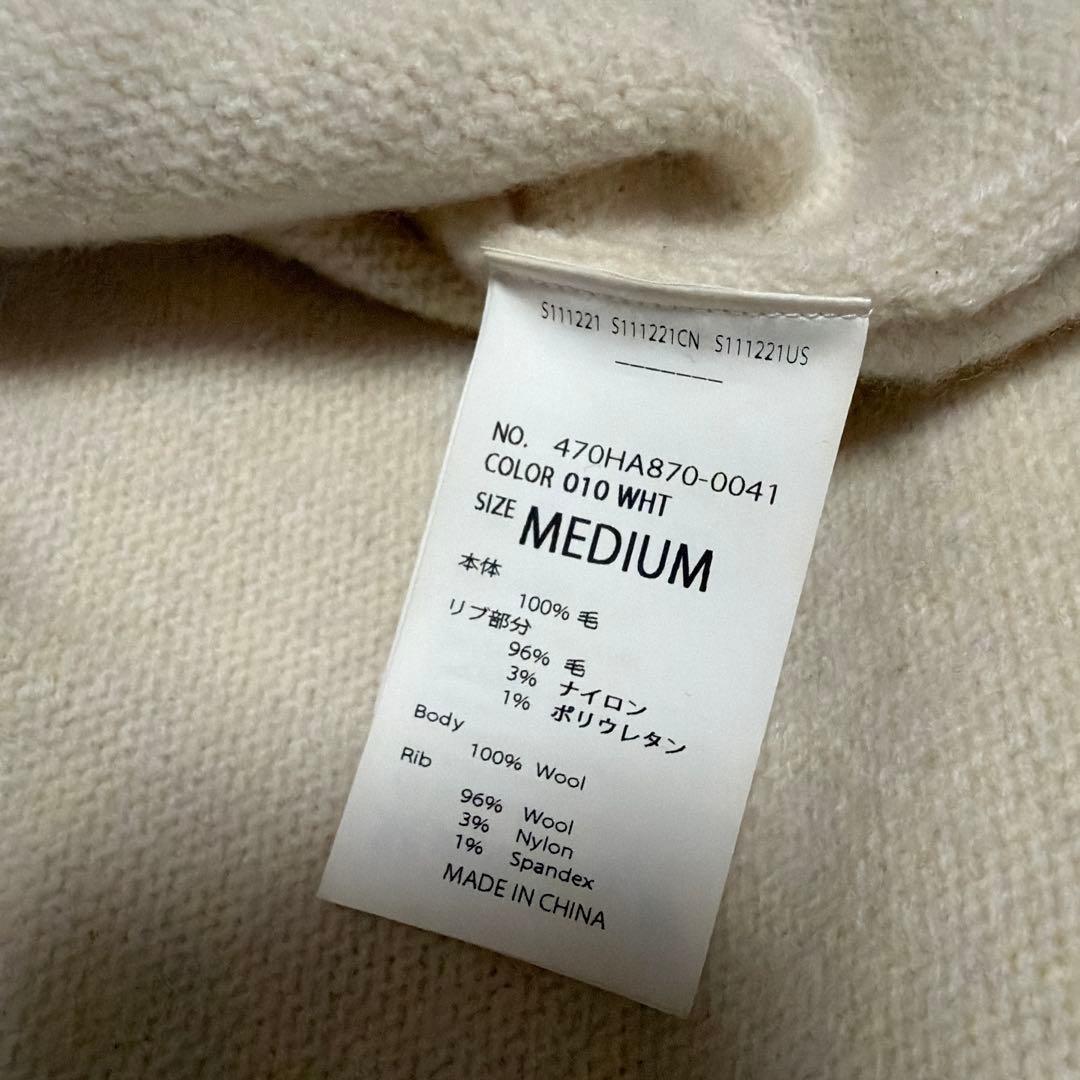 S111221 S111221CN S111221US
———————
NO. 470HA870-0041
COLOR 010 WHT
SIZE MEDIUM
本体
100% 毛
リブ部分
96% 毛
3% ナイロン
1% ポリウレタン
Body
100% Wool
Rib
96% Wool
3% Nylon
1% Spandex
MADE IN CHINA